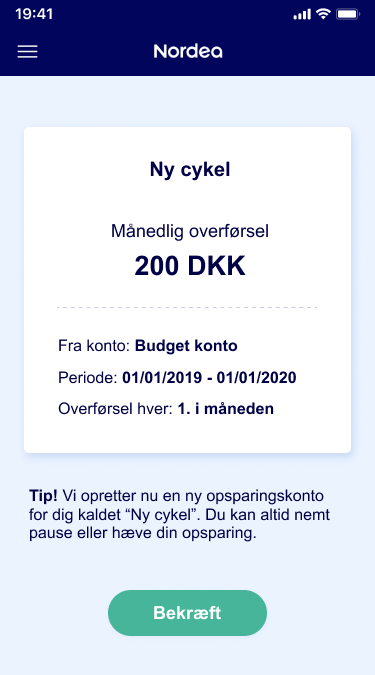 19:41
Nordea
Ny cykel
Månedlig overførsel
200 DKK
Fra konto: Budget konto
Periode: 01/01/2019 - 01/01/2020
Overførsel hver: 1. i måneden
Tip! Vi opretter nu en ny opsparingskonto
for dig kaldet “Ny cykel”. Du kan altid nemt
pause eller hæve din opsparing.
Bekræft